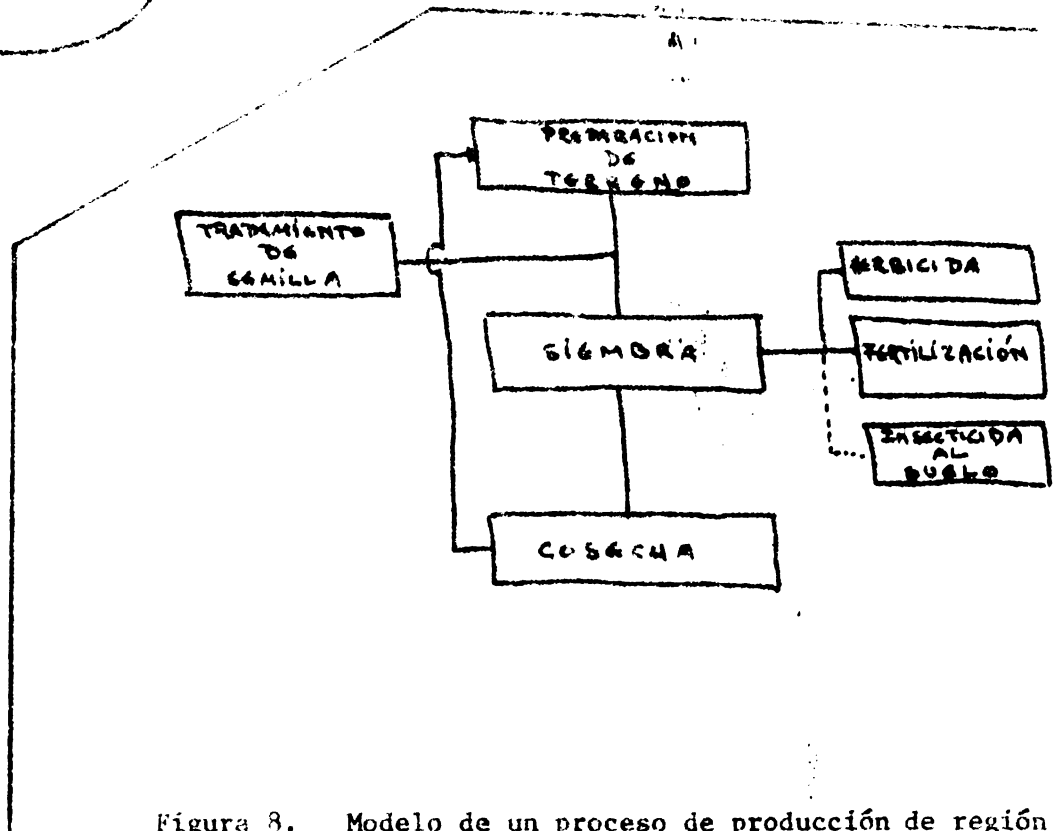 PREPARACION
DE
TERRENO
TRATAMIENTO
DE
SEMILLA
HERBICIDA
SIEMBRA
FERTILIZACIÓN
INSECTICIDA
AL
SUELO
COSECHA
Figura 8. Modelo de un proceso de producción de región